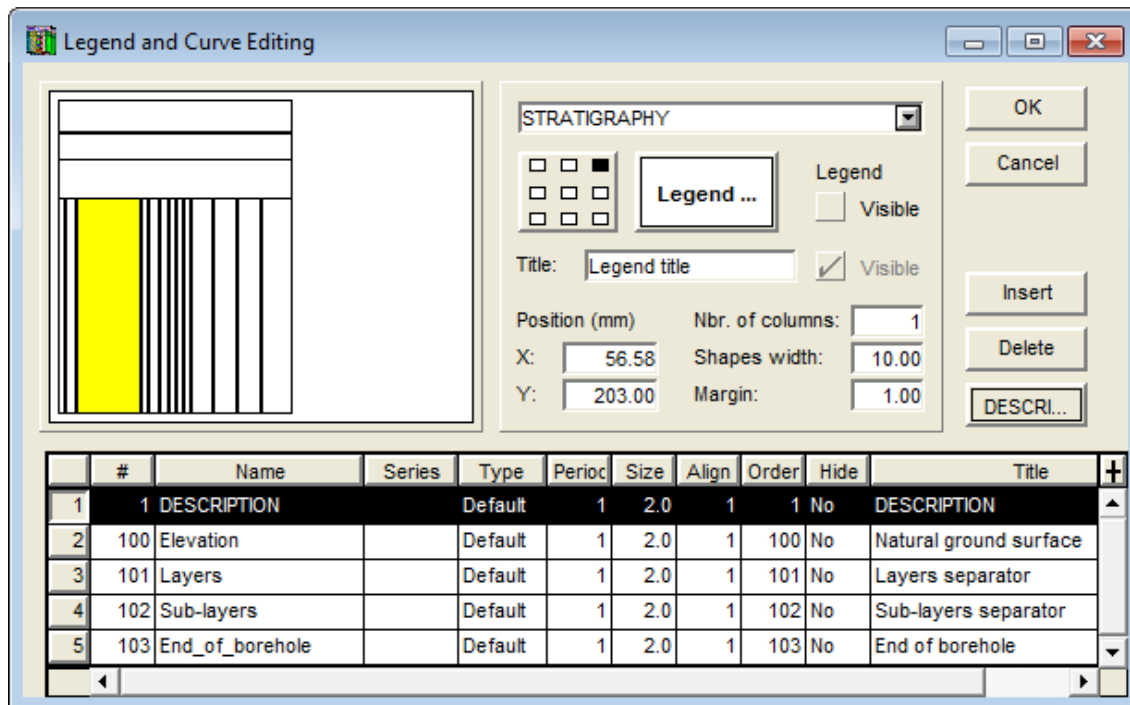 Legend and Curve Editing
STRATIGRAPHY
OK
Cancel
Legend ...
Legend
Visible
Title:
Legend title
Visible
Insert
Position (mm)
Nbr. of columns:
1
X:
56.58
Shapes width:
10.00
Delete
Y:
203.00
Margin:
1.00
DESCRI...
# Name Series Type Period Size Align Order Hide Title +
1 1 DESCRIPTION Default 1 2.0 1 1 No DESCRIPTION
2 100 Elevation Default 1 2.0 1 100 No Natural ground surface
3 101 Layers Default 1 2.0 1 101 No Layers separator
4 102 Sub-layers Default 1 2.0 1 102 No Sub-layers separator
5 103 End_of_borehole Default 1 2.0 1 103 No End of borehole